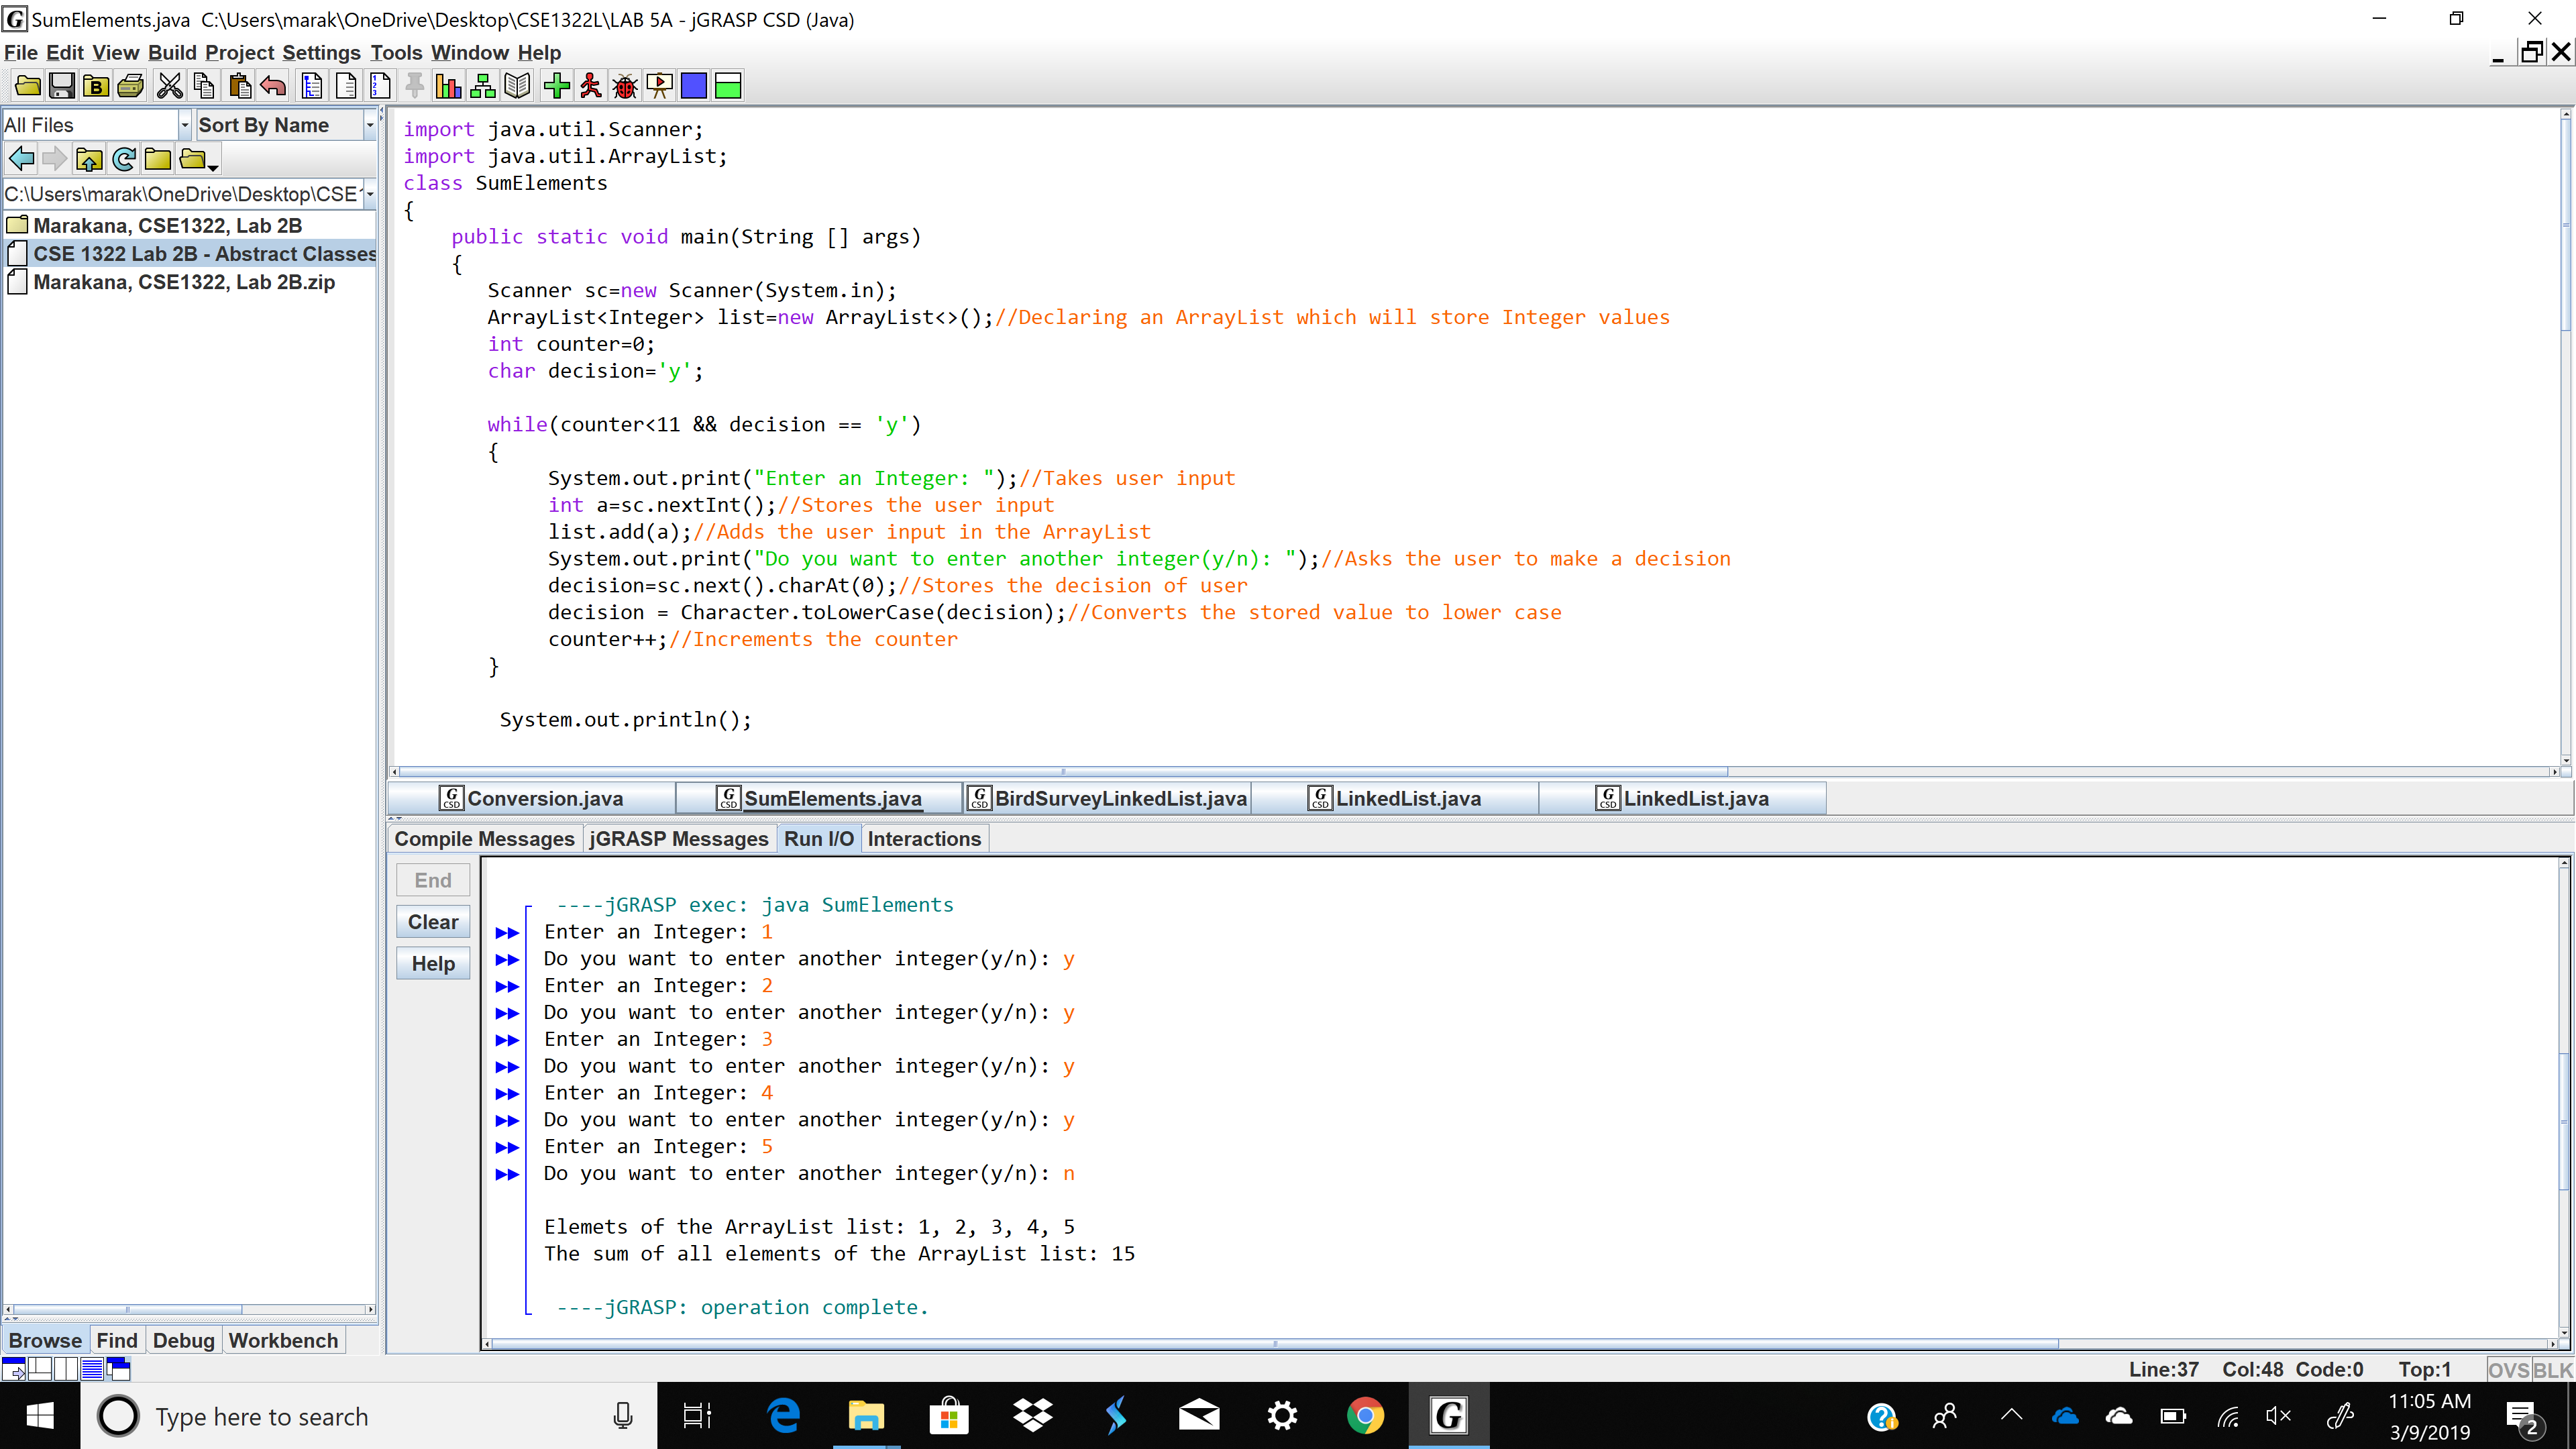 SumElements.java C:\Users\marak\OneDrive\Desktop\CSE1322L\LAB 5A - jGRASP CSD (Java)
File Edit View Build Project Settings Tools Window Help
All Files
Sort By Name
C:\Users\marak\OneDrive\Desktop\CSE
Marakana, CSE1322, Lab 2B
CSE 1322 Lab 2B - Abstract Classes
Marakana, CSE1322, Lab 2B.zip
import java.util.Scanner;
import java.util.ArrayList;
class SumElements
{
public static void main(String [] args)
{
Scanner sc=new Scanner(System.in);
ArrayList<Integer> list=new ArrayList<>();//Declaring an ArrayList which will store Integer values
int counter=0;
char decision='y';
while(counter<11 && decision == 'y')
{
System.out.print("Enter an Integer: ");//Takes user input
int a=sc.nextInt();//Stores the user input
list.add(a);//Adds the user input in the ArrayList
System.out.print("Do you want to enter another integer(y/n): ");//Asks the user to make a decision
decision=sc.next().charAt(0);//Stores the decision of user
decision = Character.toLowerCase(decision);//Converts the stored value to lower case
counter++;//Increments the counter
}
System.out.println();
Conversion.java SumElements.java BirdSurveyLinkedList.java LinkedList.java LinkedList.java
Compile Messages jGRASP Messages Run I/O Interactions
End
Clear
Help
----jGRASP exec: java SumElements
Enter an Integer: 1
Do you want to enter another integer(y/n): y
Enter an Integer: 2
Do you want to enter another integer(y/n): y
Enter an Integer: 3
Do you want to enter another integer(y/n): y
Enter an Integer: 4
Do you want to enter another integer(y/n): y
Enter an Integer: 5
Do you want to enter another integer(y/n): n
Elemets of the ArrayList list: 1, 2, 3, 4, 5
The sum of all elements of the ArrayList list: 15
----jGRASP: operation complete.
Browse Find Debug Workbench
Line:37 Col:48 Code:0 Top:1 OVS BLK
Type here to search
11:05 AM
3/9/2019
2